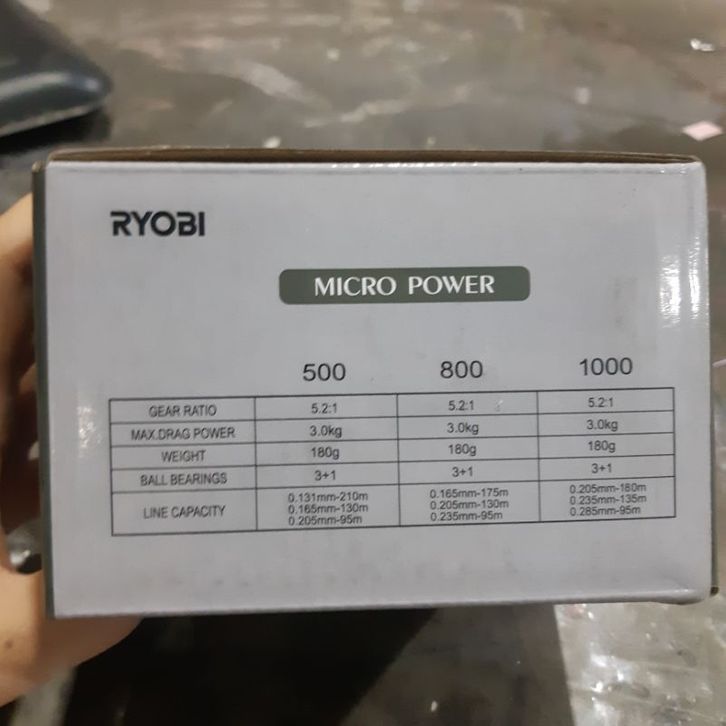 RYOBI
MICRO POWER
500 800 1000
GEAR RATIO 5.2:1 5.2:1 5.2:1
MAX.DRAG POWER 3.0kg 3.0kg 3.0kg
WEIGHT 180g 180g 180g
BALL BEARINGS 3+1 3+1 3+1
LINE CAPACITY 0.131mm-210m 0.165mm-175m 0.205mm-180m
0.165mm-130m 0.205mm-130m 0.235mm-135m
0.205mm-95m 0.235mm-95m 0.285mm-95m